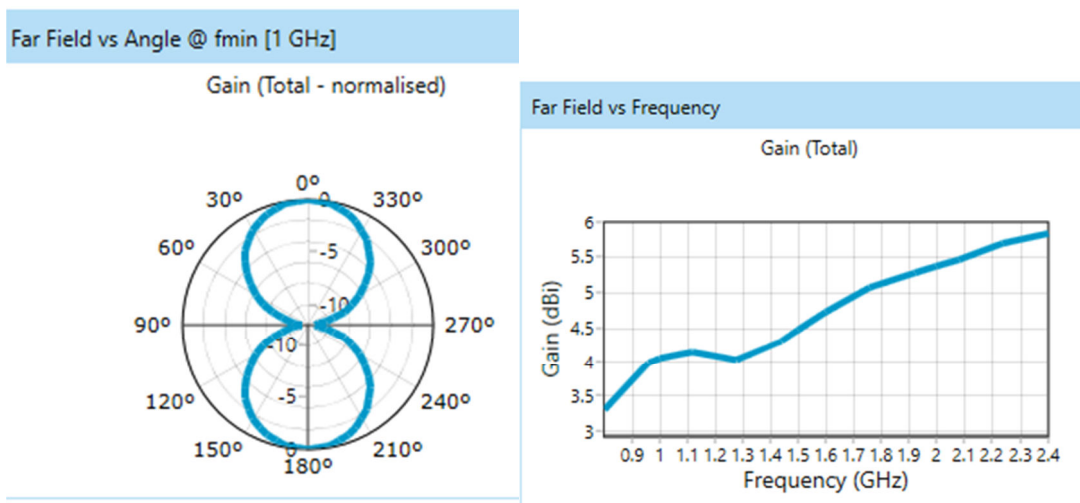 Far Field vs Angle @ fmin [1 GHz]
Gain (Total - normalised)
0º
30º
330º
0
60º
300º
-5
-10
90º
270º
-10
-5
120º
240º
150º
210º
0
180º
Far Field vs Frequency
Gain (Total)
6
5.5
5
4.5
4
3.5
3
Gain (dBi)
0.9 1 1.1 1.2 1.3 1.4 1.5 1.6 1.7 1.8 1.9 2 2.1 2.2 2.3 2.4
Frequency (GHz)